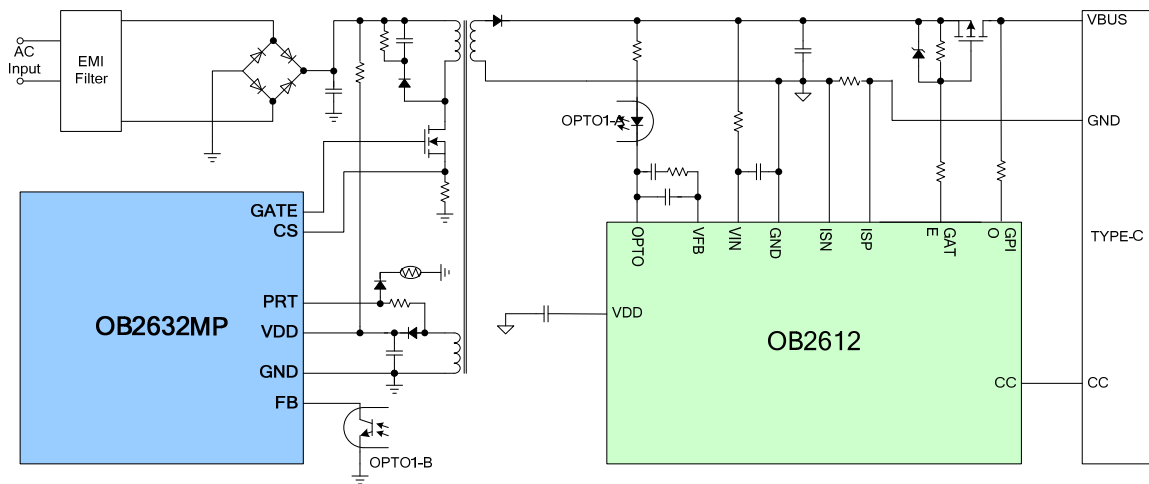 AC
Input
EMI
Filter
VBUS
OPTO1-A
GND
GATE
CS
OPTO
VFB
VIN
GND
ISN
ISP
GAT
E
GPI
O
TYPE-C
PRT
OB2632MP
VDD
VDD
OB2612
GND
CC
CC
FB
OPTO1-B